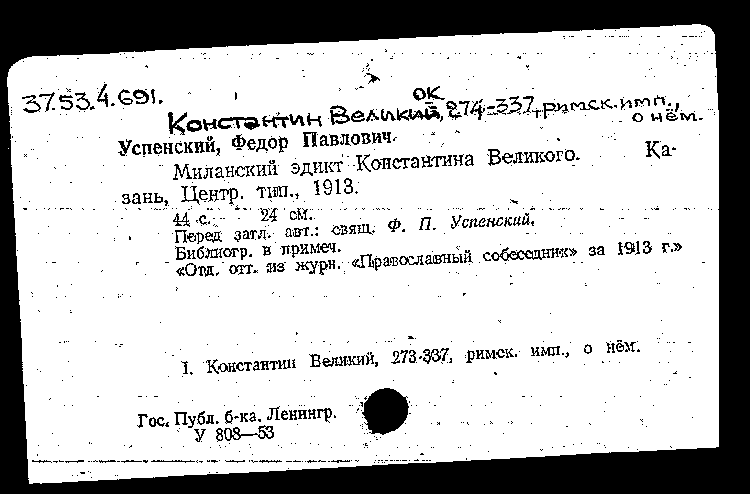 37.53.4.691.
Константин Великий, ок 274-337, римск. имп., о нём.
Успенский, Федор Павлович.
Миланский эдикт Константина Великого. Ка-
зань, Центр. тип., 1913.
44 с. 24 см.
Перед загл. авт.: свящ. Ф. П. Успенский.
Библиогр. в примеч.
«Отд. отт. из журн. «Православный собеседник» за 1913 г.»
1. Константин Великий, 273-337, римск. имп., о нём.
Гос. Публ. б-ка. Ленингр.
У 808—53